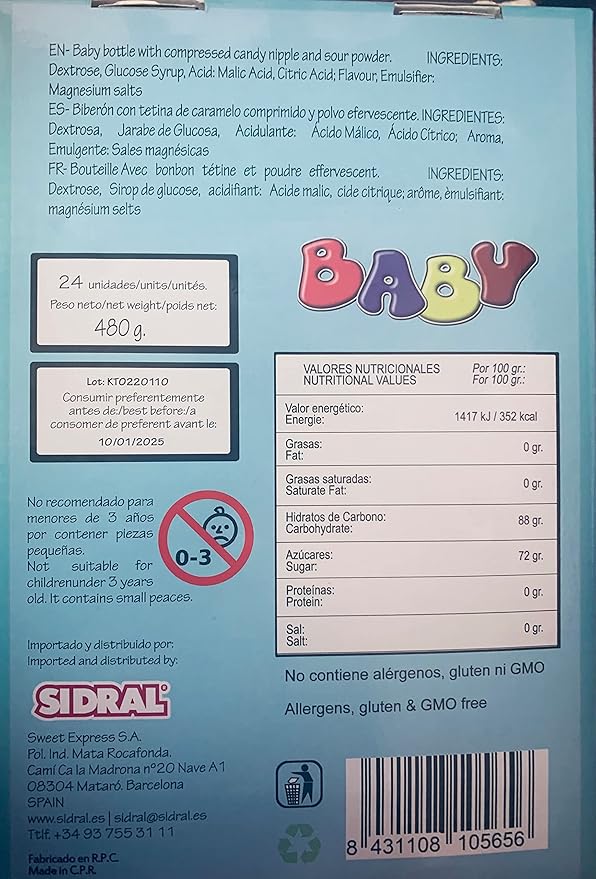 EN- Baby bottle with compressed candy nipple and sour powder. INGREDIENTS:
Dextrose, Glucose Syrup, Acid: Malic Acid, Citric Acid; Flavour, Emulsifier:
Magnesium salts
ES- Biberón con tetina de caramelo comprimido y polvo efervescente. INGREDIENTES:
Dextrosa, Jarabe de Glucosa, Acidulante: Ácido Málico, Ácido Cítrico; Aroma,
Emulgente: Sales magnésicas
FR- Bouteille Avec bonbon tétine et poudre effervescent. INGREDIENTS:
Dextrose, Sirop de glucose, acidifiant: Acide malic, cide citrique; arôme, èmulsifiant:
magnésium selts
24 unidades/units/unités.
Peso neto/net weight/poids net:
480 g.
BABY
Lot: KT0220110
Consumir preferentemente
antes de:/best before:/a
consomer de preferent avant le:
10/01/2025
VALORES NUTRICIONALES Por 100 gr.:
NUTRITIONAL VALUES For 100 gr.:
Valor energético:
Energie: 1417 kJ / 352 kcal
Grasas:
Fat: 0 gr.
Grasas saturadas:
Saturate Fat: 0 gr.
Hidratos de Carbono:
Carbohydrate: 88 gr.
Azúcares:
Sugar: 72 gr.
Proteínas:
Protein: 0 gr.
Sal:
Salt: 0 gr.
No recomendado para
menores de 3 años
por contener piezas
pequeñas.
Not suitable for
childrenunder 3 years
old. It contains small peaces.
0-3
No contiene alérgenos, gluten ni GMO
Allergens, gluten & GMO free
Importado y distribuido por:
Imported and distributed by:
SIDRAL®
Sweet Express S.A.
Pol. Ind. Mata Rocafonda.
Camí Ca la Madrona nº20 Nave A1
08304 Mataró. Barcelona
SPAIN
www.sidral.es | sidral@sidral.es
Ttlf. +34 93 755 31 11
Fabricado en R.P.C.
Made in C.P.R.
8 431108 105656